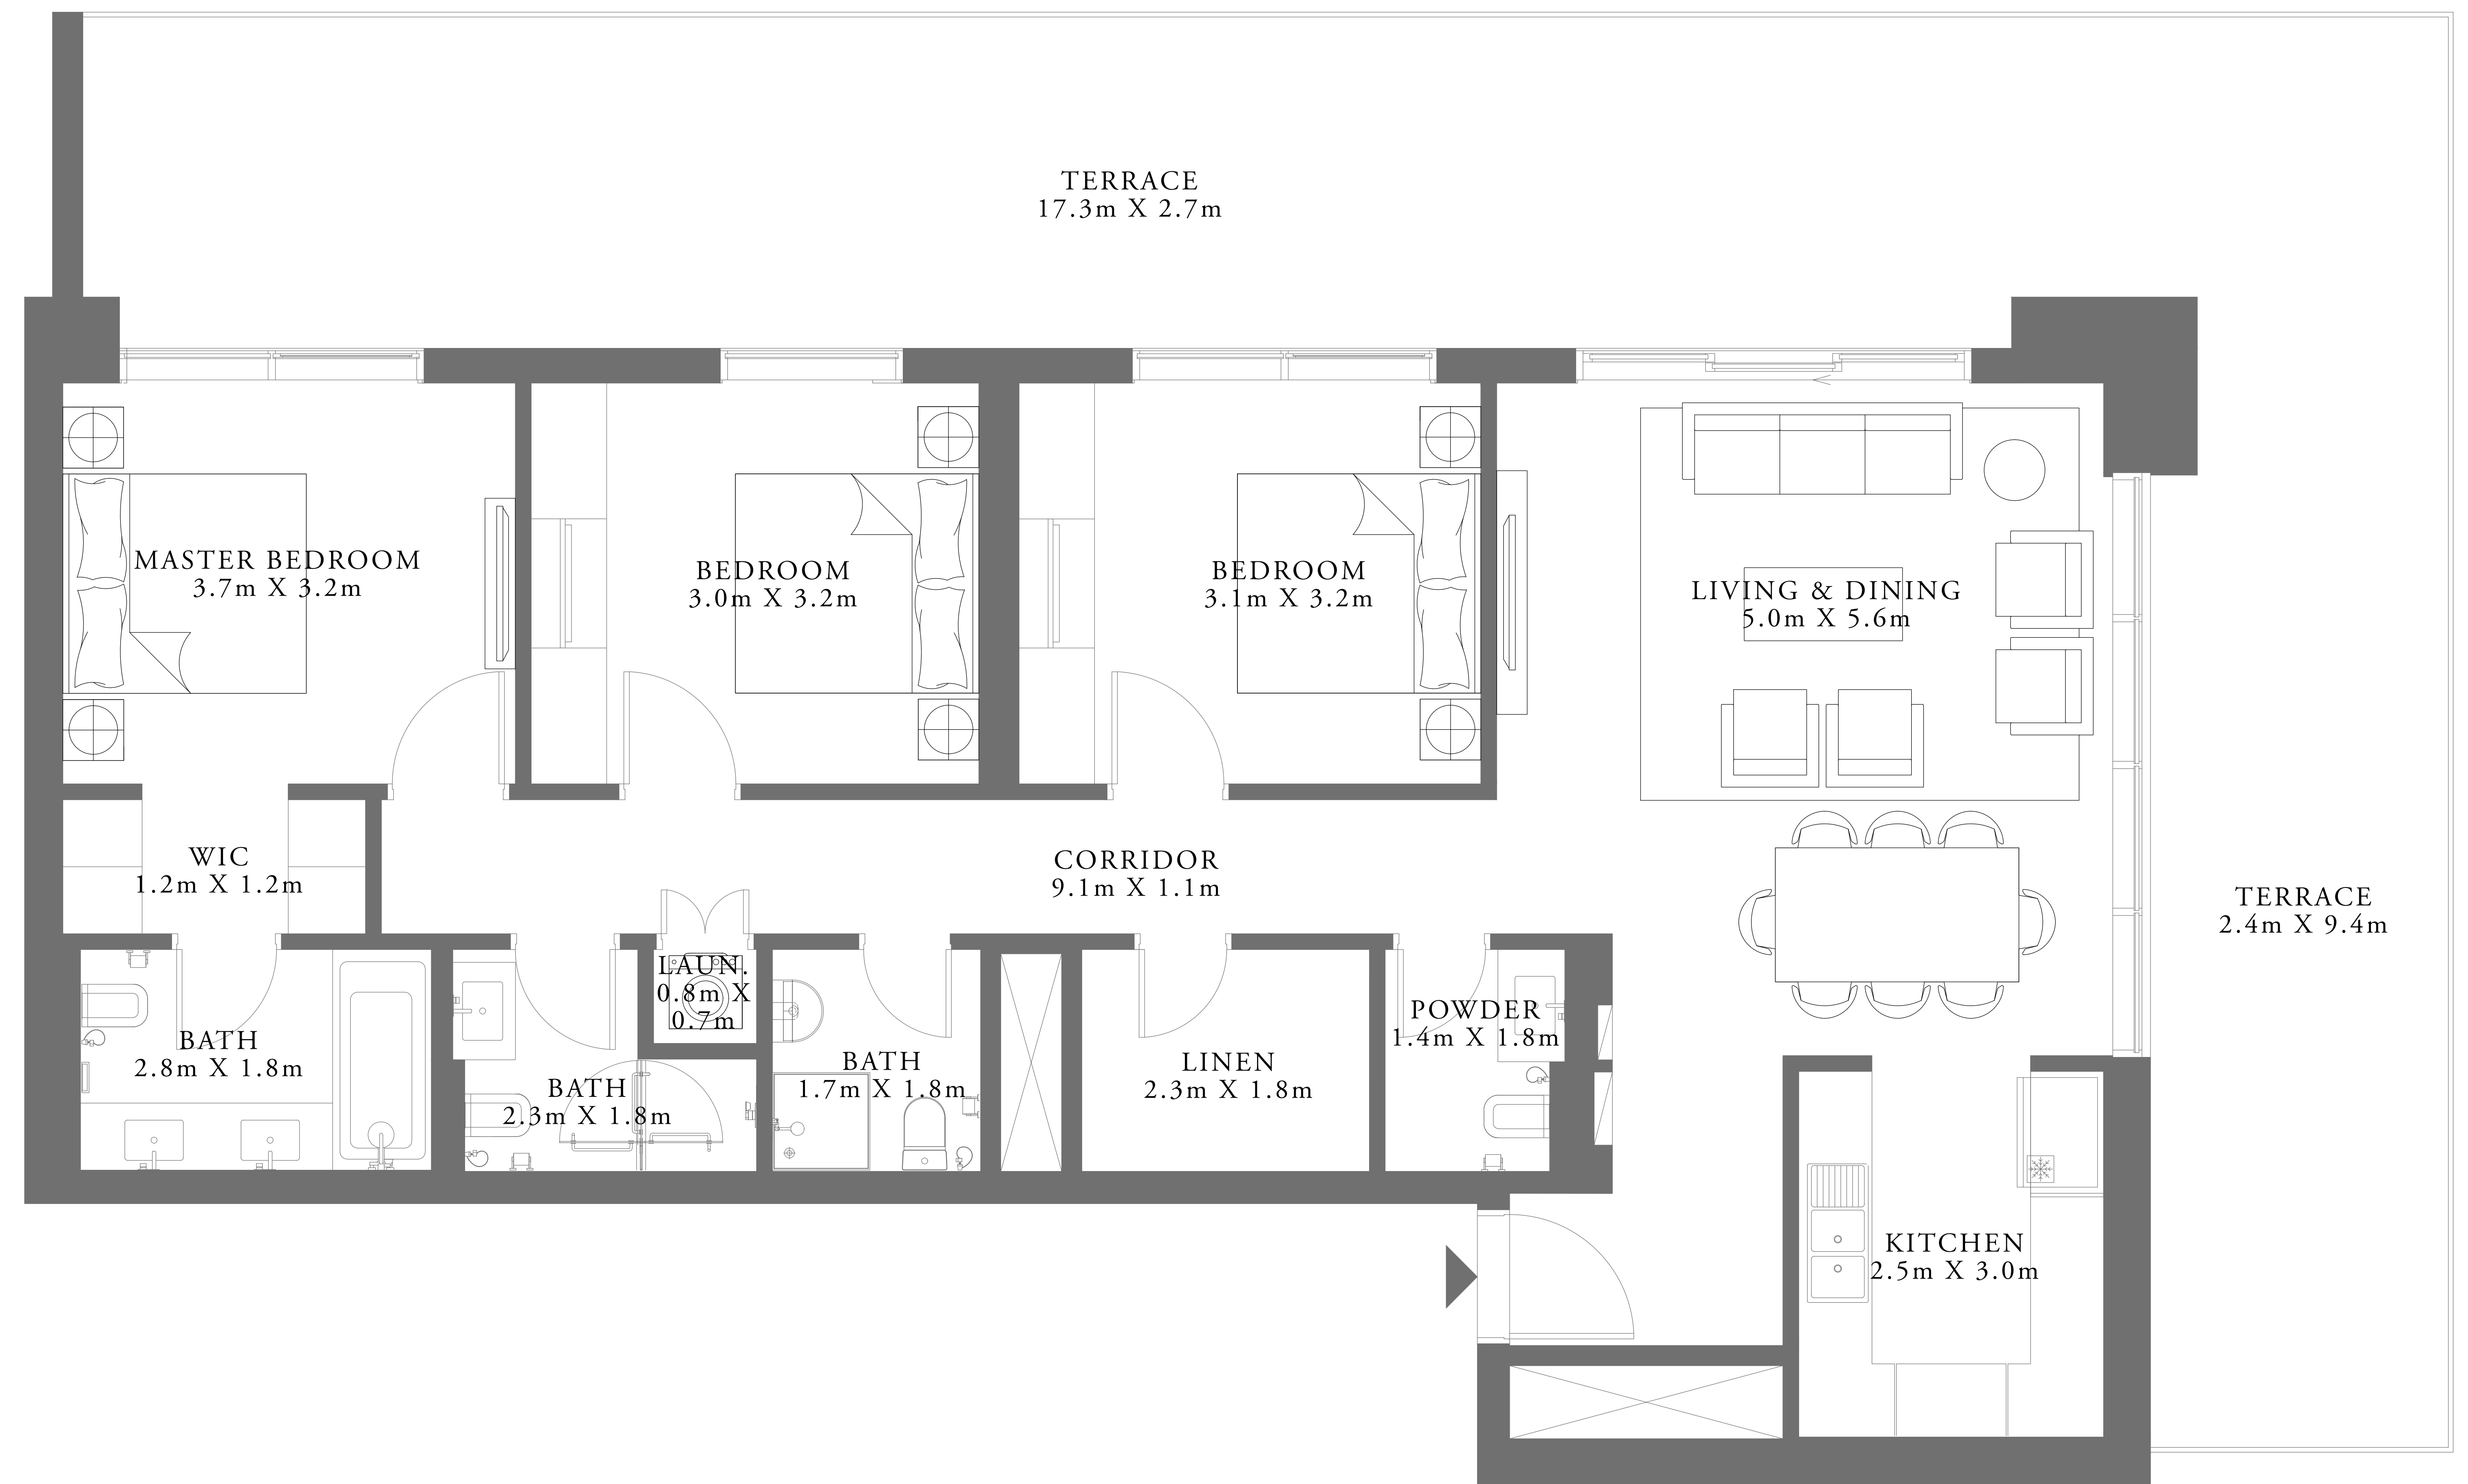 TERRACE
17.3m X 2.7m
MASTER BEDROOM
3.7m X 3.2m
BEDROOM
3.0m X 3.2m
BEDROOM
3.1m X 3.2m
LIVING & DINING
5.0m X 5.6m
WIC
1.2m X 1.2m
CORRIDOR
9.1m X 1.1m
TERRACE
2.4m X 9.4m
BATH
2.8m X 1.8m
BATH
2.3m X 1.8m
LAUN.
0.8m X
0.7m
BATH
1.7m X 1.8m
LINEN
2.3m X 1.8m
POWDER
1.4m X 1.8m
KITCHEN
2.5m X 3.0m